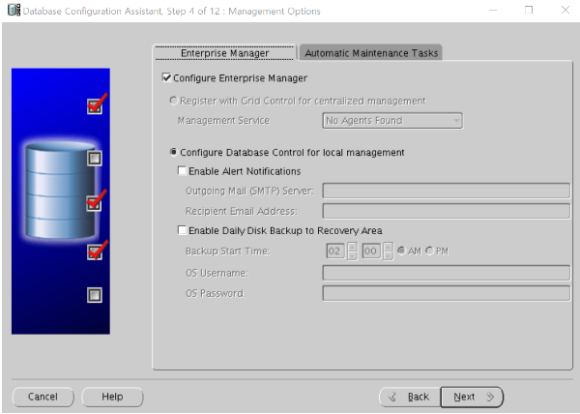 Database Configuration Assistant, Step 4 of 12 : Management Options
Enterprise Manager
Automatic Maintenance Tasks
Configure Enterprise Manager
Register with Grid Control for centralized management
Management Service No Agents Found
Configure Database Control for local management
Enable Alert Notifications
Outgoing Mail (SMTP) Server:
Recipient Email Address:
Enable Daily Disk Backup to Recovery Area
Backup Start Time: 02 00 AM PM
OS Username:
OS Password:
Cancel Help Back Next